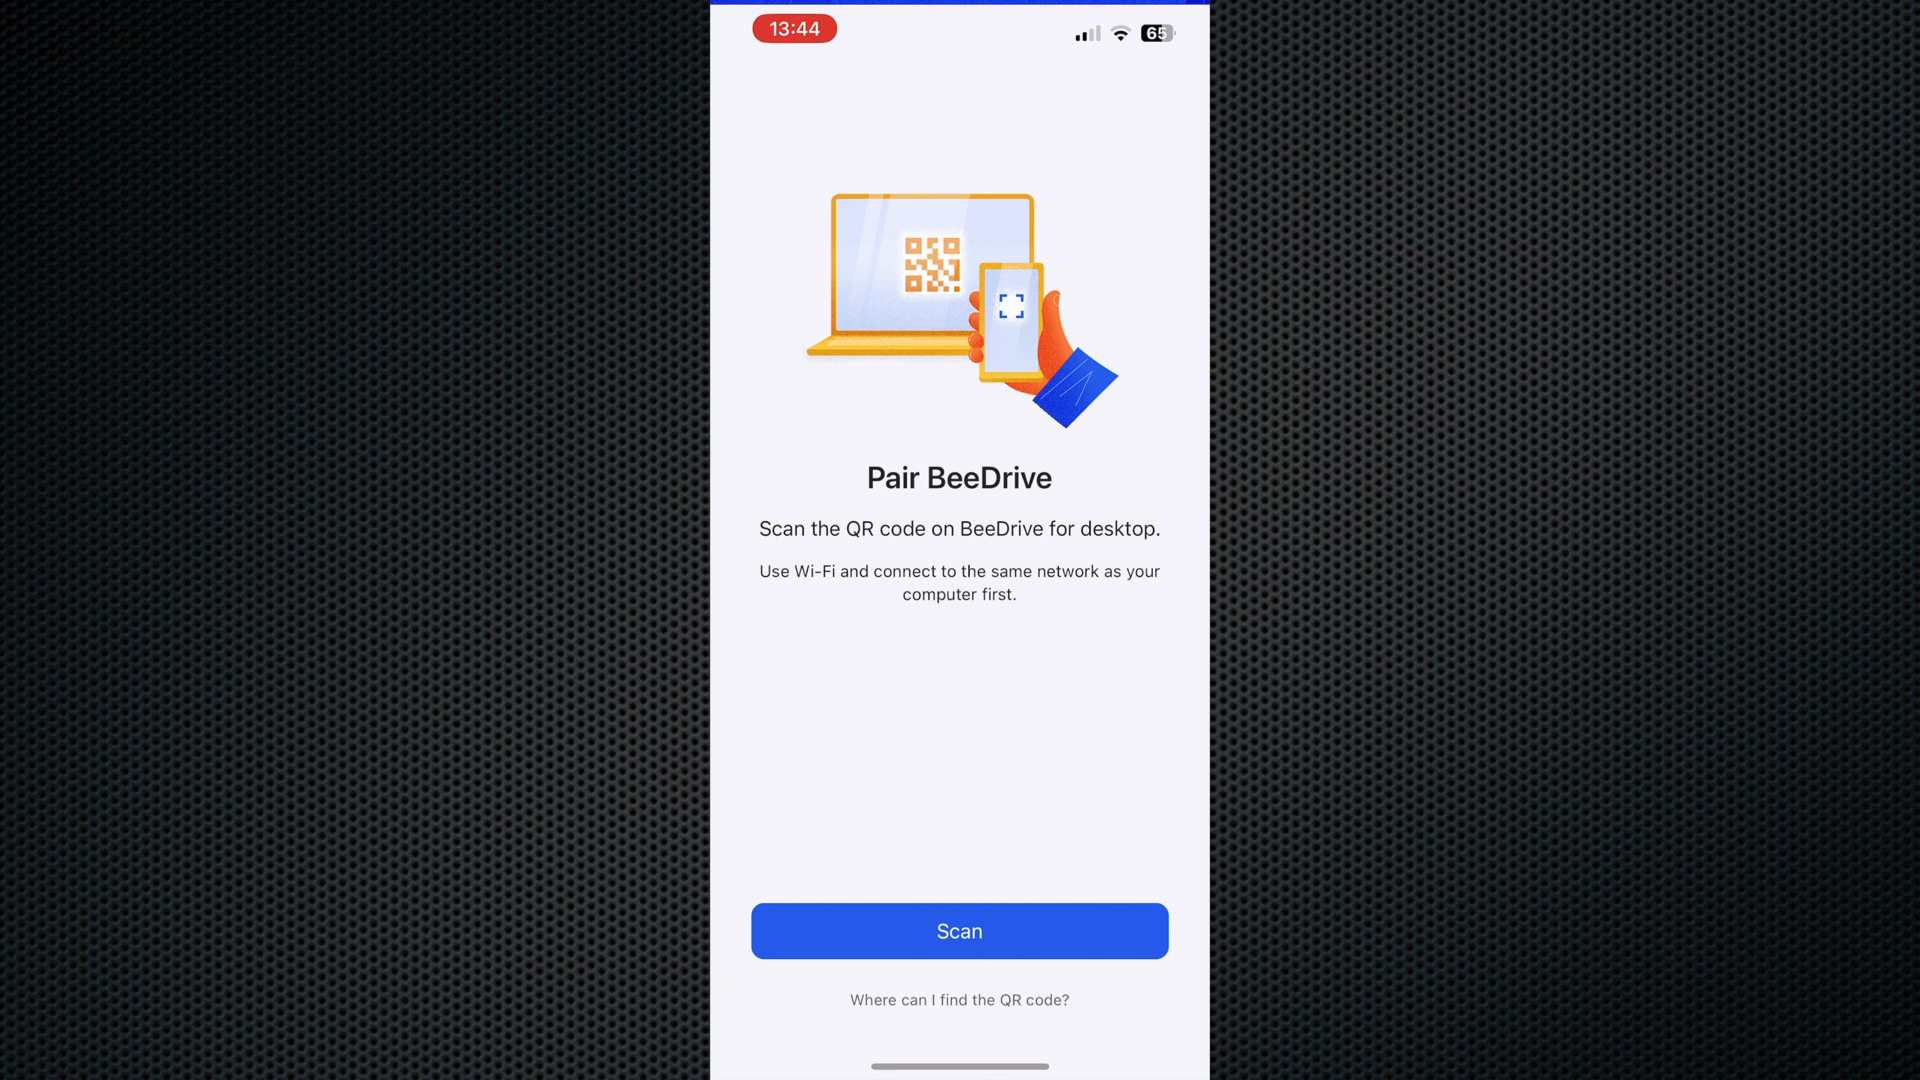 13:44
65
Pair BeeDrive
Scan the QR code on BeeDrive for desktop.
Use Wi-Fi and connect to the same network as your
computer first.
Scan
Where can I find the QR code?